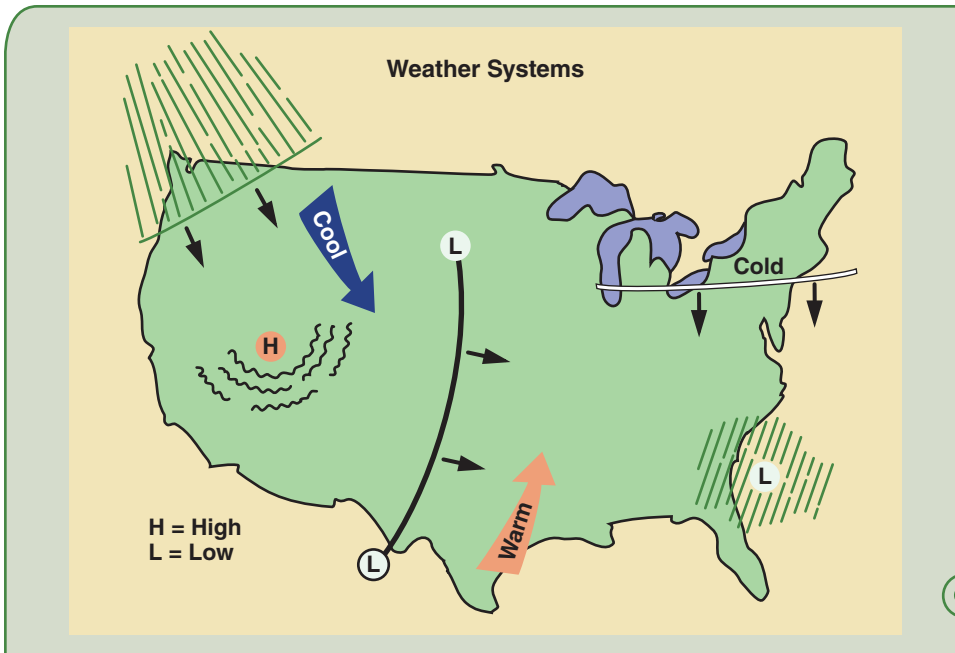 Weather Systems
Cool
L
Cold
H
L
Warm
H = High
L = Low
L